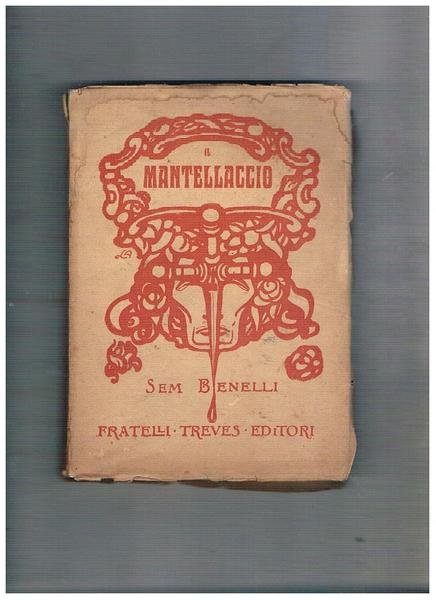 IL
MANTELLACCIO
SEM BENELLI
FRATELLI · TREVES · EDITORI